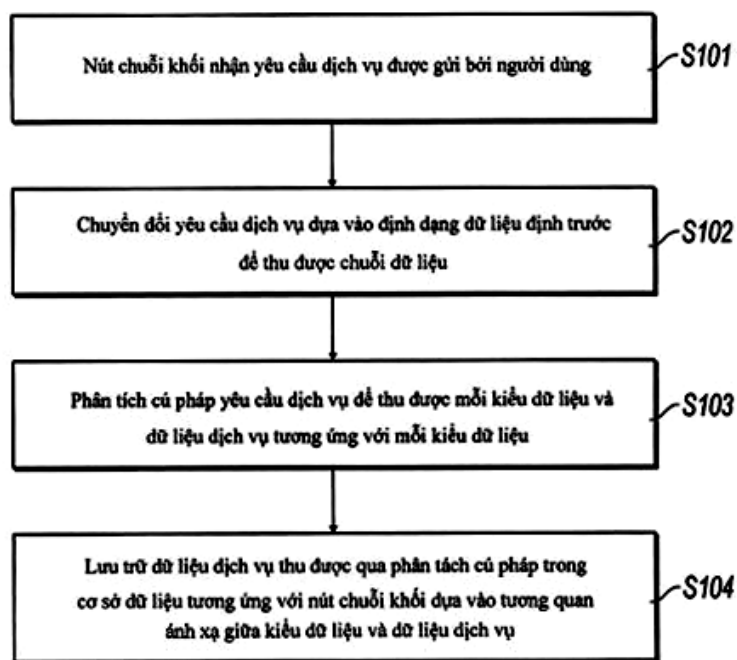 Nút chuỗi khối nhận yêu cầu dịch vụ được gửi bởi người dùng
S101
Chuyển đổi yêu cầu dịch vụ dựa vào định dạng dữ liệu định trước
để thu được chuỗi dữ liệu
S102
Phân tích cú pháp yêu cầu dịch vụ để thu được mỗi kiểu dữ liệu và
dữ liệu dịch vụ tương ứng với mỗi kiểu dữ liệu
S103
Lưu trữ dữ liệu dịch vụ thu được qua phân tách cú pháp trong
cơ sở dữ liệu tương ứng với nút chuỗi khối dựa vào tương quan
ánh xạ giữa kiểu dữ liệu và dữ liệu dịch vụ
S104